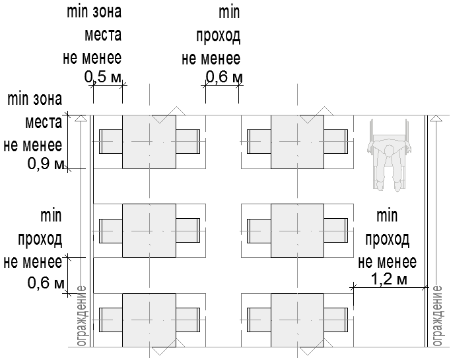 min зона
места
не менее
0,5 м
min
проход
не менее
0,6 м
min зона
места
не менее
0,9 м
min
проход
не менее
0,6 м
min
проход
не менее
1,2 м
ограждение
ограждение